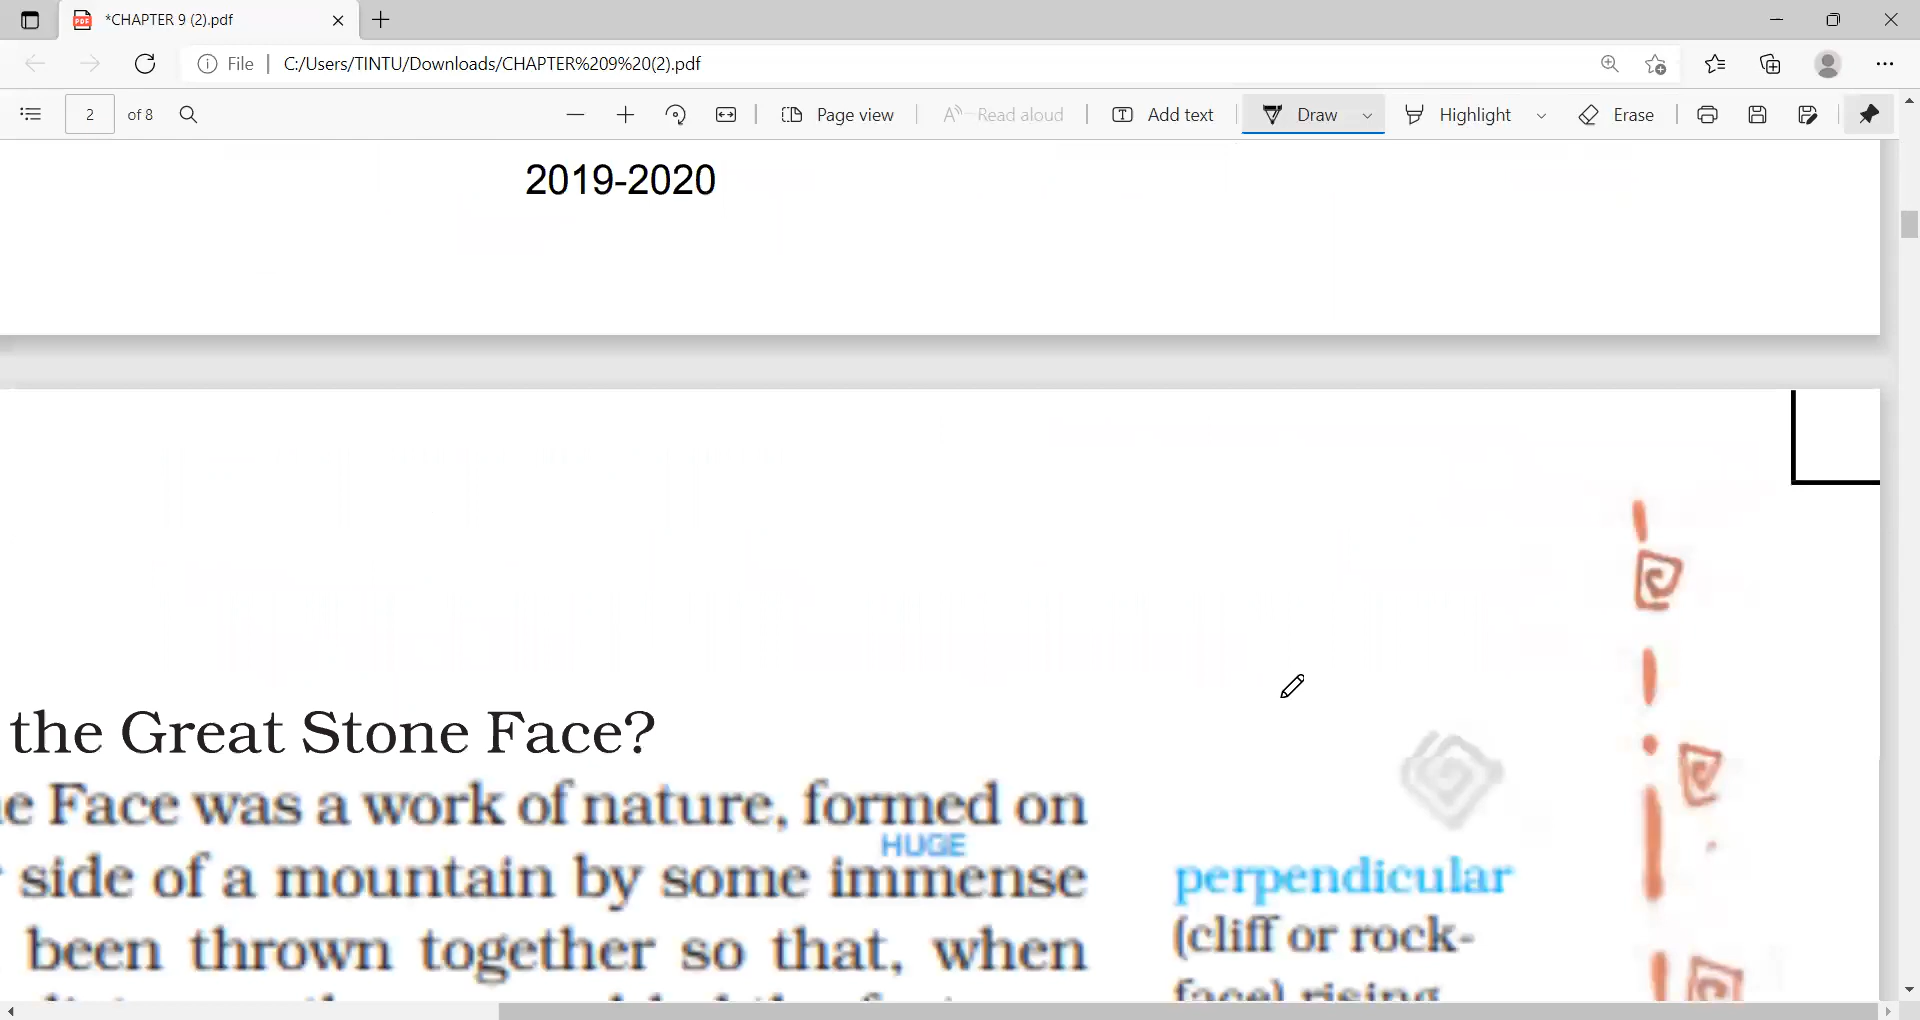 *CHAPTER 9 (2).pdf
File C:/Users/TINTU/Downloads/CHAPTER%209%20(2).pdf
2 of 8 Page view Read aloud Add text Draw Highlight Erase
2019-2020
the Great Stone Face?
e Face was a work of nature, formed on
HUGE
side of a mountain by some immense
been thrown together so that, when
perpendicular
(cliff or rock-
face) rising